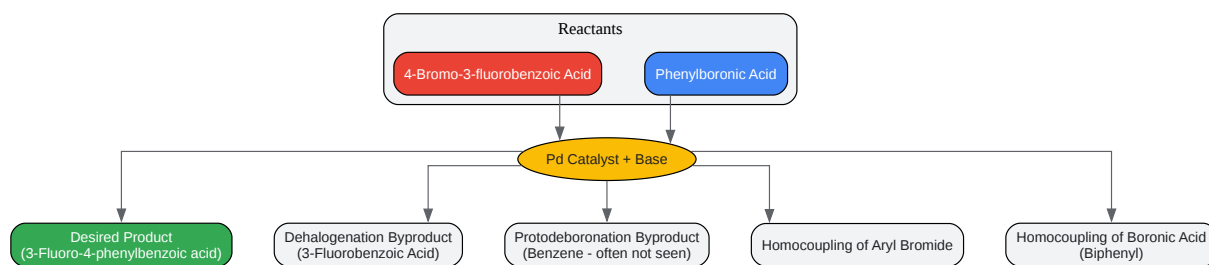 Reactants
4-Bromo-3-fluorobenzoic Acid
Phenylboronic Acid
Pd Catalyst + Base
Desired Product
(3-Fluoro-4-phenylbenzoic acid)
Dehalogenation Byproduct
(3-Fluorobenzoic Acid)
Protodeboronation Byproduct
(Benzene - often not seen)
Homocoupling of Aryl Bromide
Homocoupling of Boronic Acid
(Biphenyl)